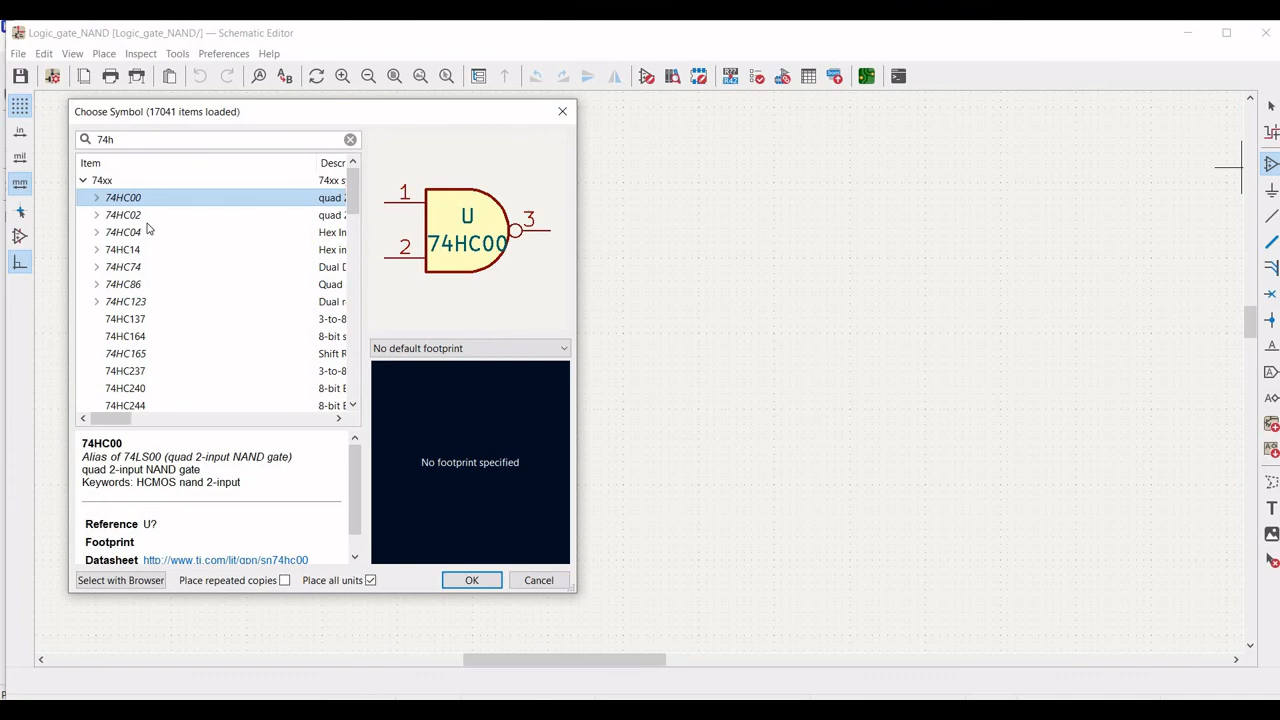 Logic_gate_NAND [Logic_gate_NAND/] — Schematic Editor
File Edit View Place Inspect Tools Preferences Help
Choose Symbol (17041 items loaded)
74h
Item Descr
74xx 74xx s
74HC00 quad 2
74HC02 quad 2
74HC04 Hex In
74HC14 Hex in
74HC74 Dual D
74HC86 Quad
74HC123 Dual r
74HC137 3-to-8
74HC164 8-bit s
74HC165 Shift R
74HC237 3-to-8
74HC240 8-bit E
74HC244 8-bit E
1
2
3
U
74HC00
No default footprint
No footprint specified
74HC00
Alias of 74LS00 (quad 2-input NAND gate)
quad 2-input NAND gate
Keywords: HCMOS nand 2-input
Reference U?
Footprint
Datasheet http://www.ti.com/lit/gpn/sn74hc00
Select with Browser Place repeated copies Place all units OK Cancel
in
mil
mm